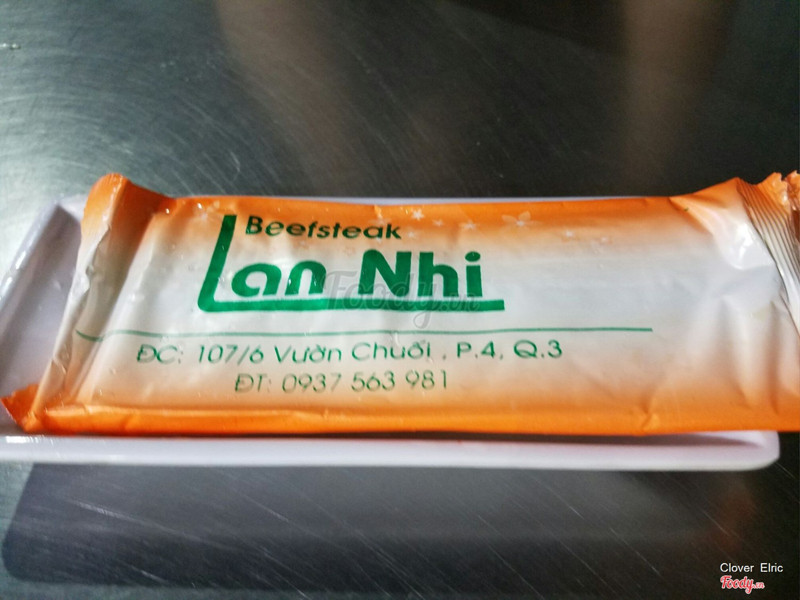 Beefsteak
Lan Nhi
Foody.vn
ĐC: 107/6 Vườn Chuối , P.4, Q.3
ĐT: 0937 563 981
Clover Elric
Foody.vn